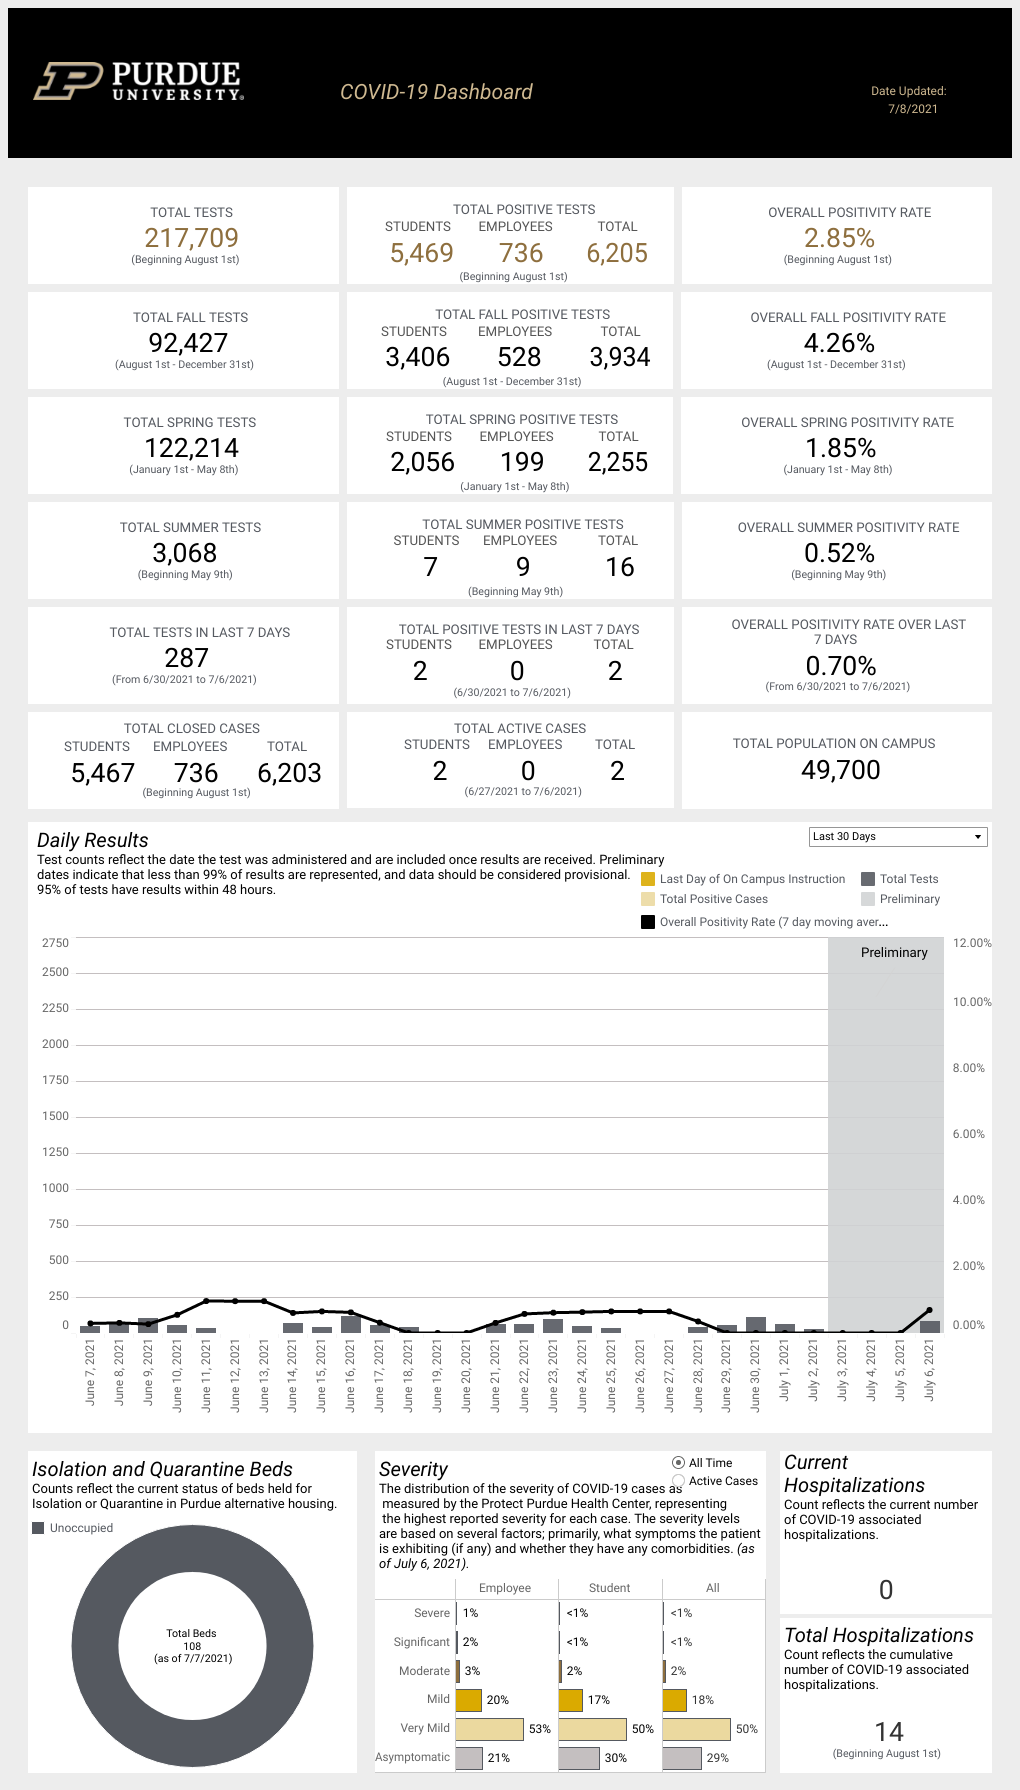 PURDUE
UNIVERSITY®
COVID-19 Dashboard
Date Updated:
7/8/2021
TOTAL TESTS
217,709
(Beginning August 1st)
TOTAL POSITIVE TESTS
STUDENTS EMPLOYEES TOTAL
5,469 736 6,205
(Beginning August 1st)
OVERALL POSITIVITY RATE
2.85%
(Beginning August 1st)
TOTAL FALL TESTS
92,427
(August 1st - December 31st)
TOTAL FALL POSITIVE TESTS
STUDENTS EMPLOYEES TOTAL
3,406 528 3,934
(August 1st - December 31st)
OVERALL FALL POSITIVITY RATE
4.26%
(August 1st - December 31st)
TOTAL SPRING TESTS
122,214
(January 1st - May 8th)
TOTAL SPRING POSITIVE TESTS
STUDENTS EMPLOYEES TOTAL
2,056 199 2,255
(January 1st - May 8th)
OVERALL SPRING POSITIVITY RATE
1.85%
(January 1st - May 8th)
TOTAL SUMMER TESTS
3,068
(Beginning May 9th)
TOTAL SUMMER POSITIVE TESTS
STUDENTS EMPLOYEES TOTAL
7 9 16
(Beginning May 9th)
OVERALL SUMMER POSITIVITY RATE
0.52%
(Beginning May 9th)
TOTAL TESTS IN LAST 7 DAYS
287
(From 6/30/2021 to 7/6/2021)
TOTAL POSITIVE TESTS IN LAST 7 DAYS
STUDENTS EMPLOYEES TOTAL
2 0 2
(6/30/2021 to 7/6/2021)
OVERALL POSITIVITY RATE OVER LAST
7 DAYS
0.70%
(From 6/30/2021 to 7/6/2021)
TOTAL CLOSED CASES
STUDENTS EMPLOYEES TOTAL
5,467 736 6,203
(Beginning August 1st)
TOTAL ACTIVE CASES
STUDENTS EMPLOYEES TOTAL
2 0 2
(6/27/2021 to 7/6/2021)
TOTAL POPULATION ON CAMPUS
49,700
Daily Results
Last 30 Days
Test counts reflect the date the test was administered and are included once results are received. Preliminary
dates indicate that less than 99% of results are represented, and data should be considered provisional.
95% of tests have results within 48 hours.
Last Day of On Campus Instruction
Total Tests
Total Positive Cases
Preliminary
Overall Positivity Rate (7 day moving aver...
Preliminary
2750
2500
2250
2000
1750
1500
1250
1000
750
500
250
0
12.00%
10.00%
8.00%
6.00%
4.00%
2.00%
0.00%
June 7, 2021
June 8, 2021
June 9, 2021
June 10, 2021
June 11, 2021
June 12, 2021
June 13, 2021
June 14, 2021
June 15, 2021
June 16, 2021
June 17, 2021
June 18, 2021
June 19, 2021
June 20, 2021
June 21, 2021
June 22, 2021
June 23, 2021
June 24, 2021
June 25, 2021
June 26, 2021
June 27, 2021
June 28, 2021
June 29, 2021
June 30, 2021
July 1, 2021
July 2, 2021
July 3, 2021
July 4, 2021
July 5, 2021
July 6, 2021
Isolation and Quarantine Beds
Counts reflect the current status of beds held for
Isolation or Quarantine in Purdue alternative housing.
Unoccupied
Total Beds
108
(as of 7/7/2021)
Severity
All Time
Active Cases
The distribution of the severity of COVID-19 cases as
measured by the Protect Purdue Health Center, representing
the highest reported severity for each case. The severity levels
are based on several factors; primarily, what symptoms the patient
is exhibiting (if any) and whether they have any comorbidities. (as
of July 6, 2021).
Employee Student All
Severe 1% <1% <1%
Significant 2% <1% <1%
Moderate 3% 2% 2%
Mild 20% 17% 18%
Very Mild 53% 50% 50%
Asymptomatic 21% 30% 29%
Current
Hospitalizations
Count reflects the current number
of COVID-19 associated
hospitalizations.
0
Total Hospitalizations
Count reflects the cumulative
number of COVID-19 associated
hospitalizations.
14
(Beginning August 1st)